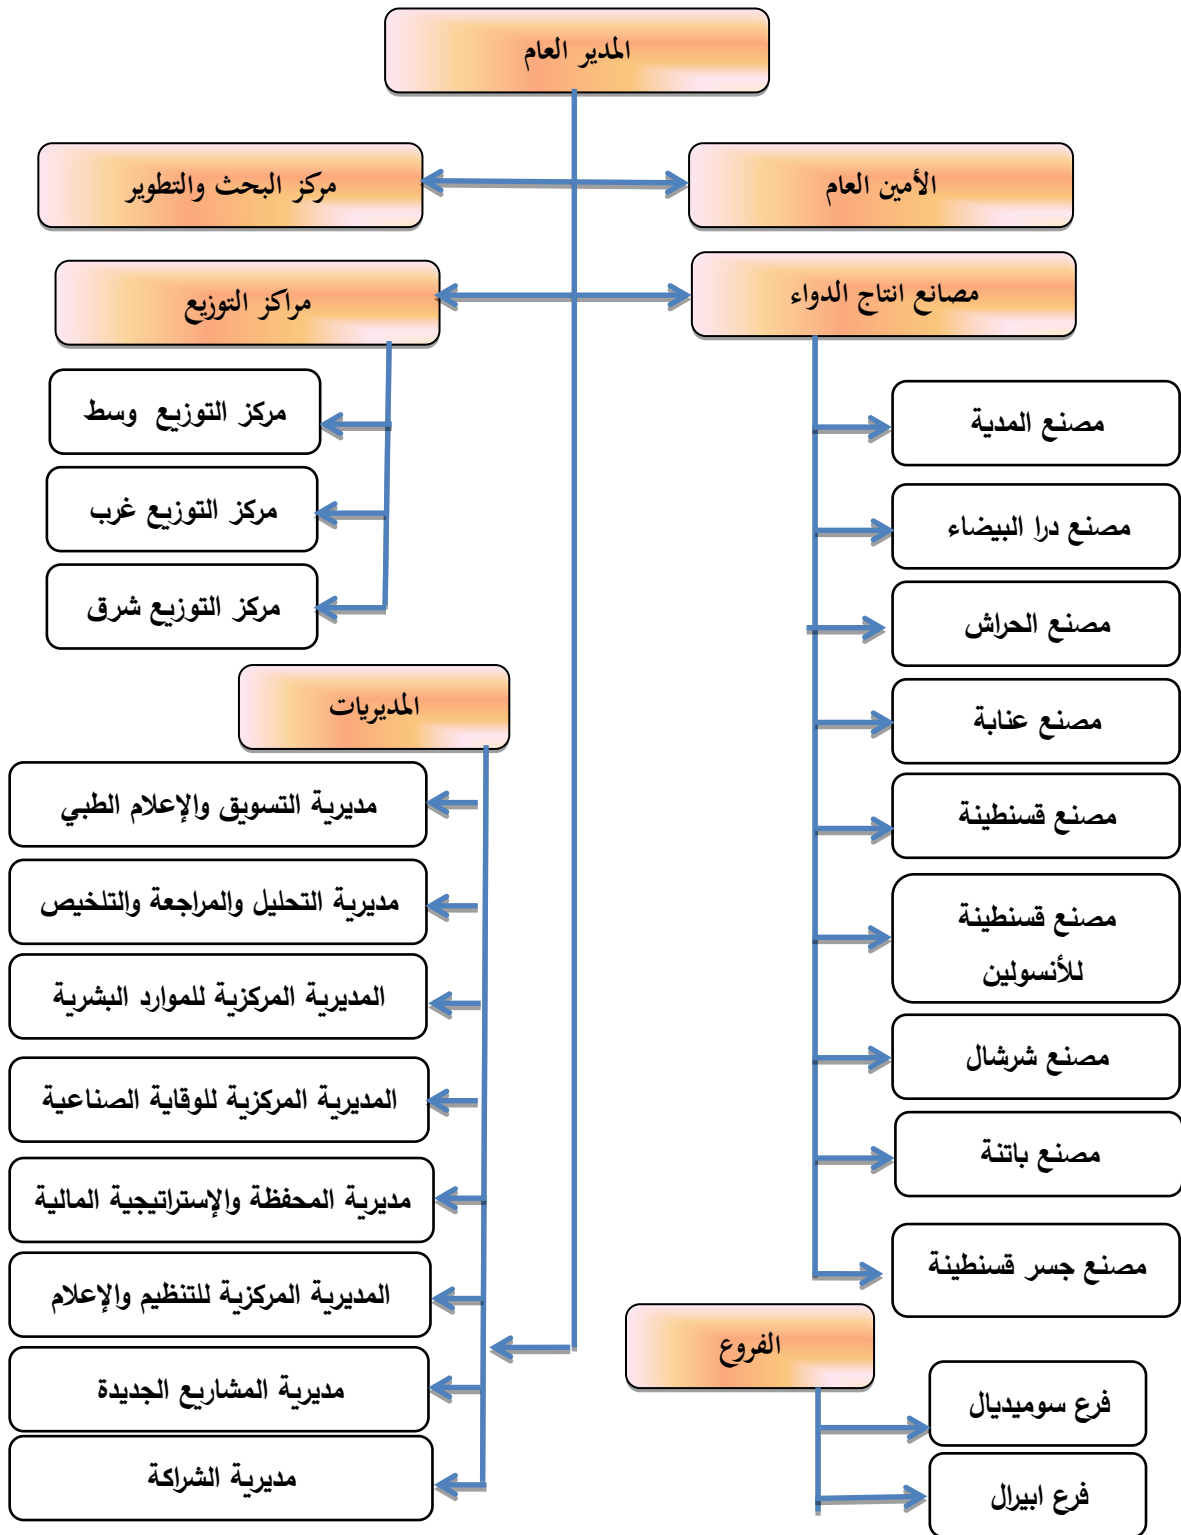 المدير العام
الأمين العام
مركز البحث والتطوير
مصانع انتاج الدواء
مصنع المدية
مصنع درا البيضاء
مصنع الحراش
مصنع عنابة
مصنع قسنطينة
مصنع قسنطينة
للأنسولين
مصنع شرشال
مصنع باتنة
مصنع جسر قسنطينة
مراكز التوزيع
مركز التوزيع وسط
مركز التوزيع غرب
مركز التوزيع شرق
المديريات
مديرية التسويق والإعلام الطبي
مديرية التحليل والمراجعة والتلخيص
المديرية المركزية للموارد البشرية
المديرية المركزية للوقاية الصناعية
مديرية المحفظة والإستراتيجية المالية
المديرية المركزية للتنظيم والإعلام
مديرية المشاريع الجديدة
مديرية الشراكة
الفروع
فرع سوميديال
فرع ابيرال